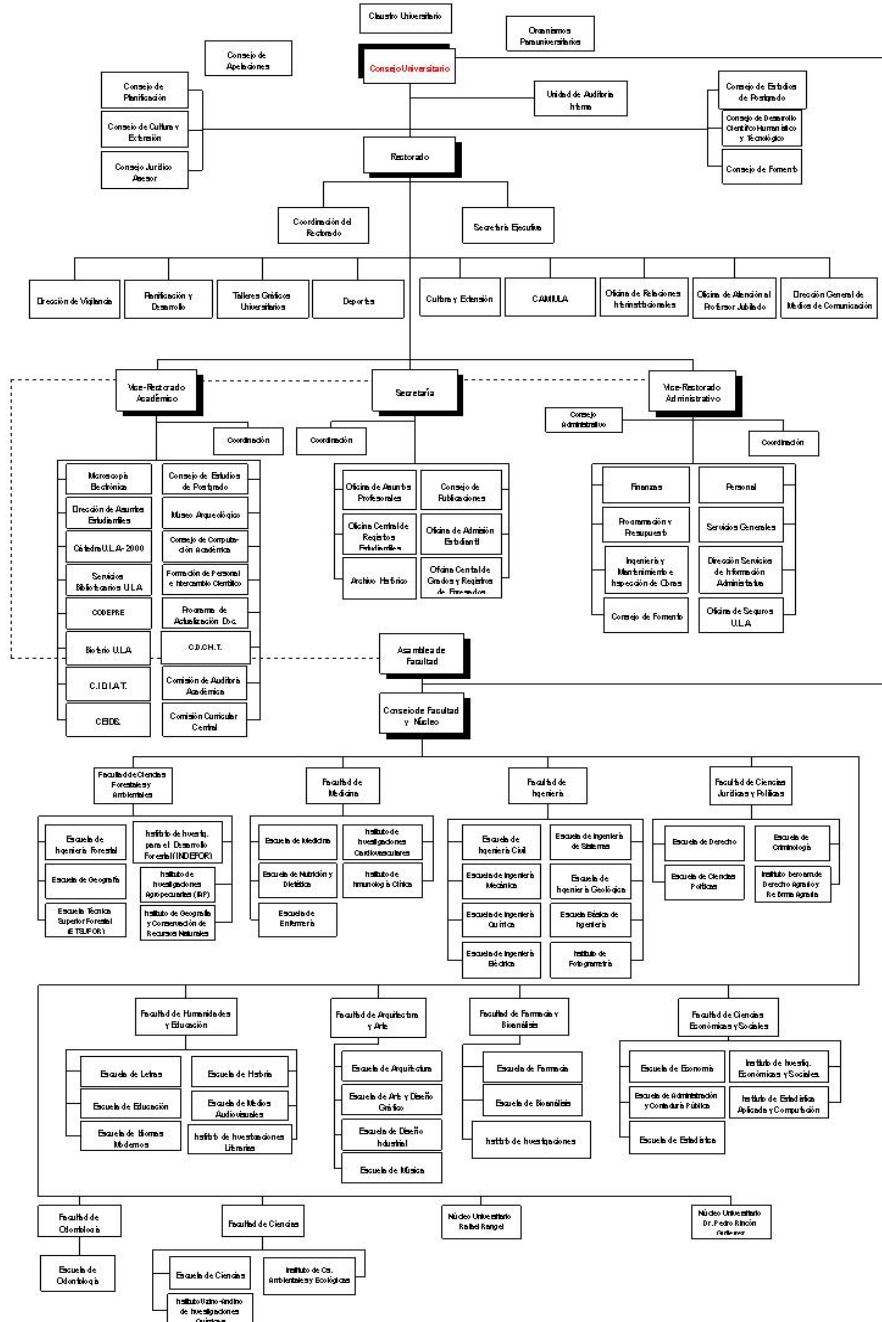 Claustro Universitario
Organismos
Parauniversitarios
Consejo de
Apelaciones
Consejo Universitario
Consejo de
Planificación
Unidad de Auditoría
Interna
Consejo de Estudios
de Postgrado
Consejo de Cultura y
Extensión
Consejo de Desarrollo
Científico Humanístico
y Tecnológico
Consejo Jurídico
Asesor
Rectorado
Consejo de Fomento
Coordinación del
Rectorado
Secretaría Ejecutiva
Dirección de Vigilancia
Planificación y
Desarrollo
Talleres Gráficos
Universitarios
Deportes
Cultura y Extensión
CAMIULA
Oficina de Relaciones
Interinstitucionales
Oficina de Atención al
Profesor Jubilado
Dirección General de
Medios de Comunicación
Vice-Rectorado
Académico
Secretaría
Vice-Rectorado
Administrativo
Coordinación
Coordinación
Consejo
Administrativo
Coordinación
Microscopía
Electrónica
Consejo de Estudios
de Postgrado
Dirección de Asuntos
Estudiantiles
Museo Arqueológico
Cátedra U.L.A-2000
Consejo de Computa-
ción Académica
Servicios
Bibliotecarios U.L.A
Formación de Personal
e Intercambio Científico
CODEPRE
Programa de
Actualización Doc.
Bioterio U.L.A
C.D.C.H.T.
C.I.D.I.A.T.
Comisión de Auditoría
Académica
CEIDIS.
Comisión Curricular
Central
Oficina de Asuntos
Profesorales
Consejo de
Publicaciones
Oficina Central de
Registros
Estudiantiles
Oficina de Admisión
Estudiantil
Archivo Histórico
Oficina Central de
Grados y Registros
de Egresados
Finanzas
Personal
Programación y
Presupuesto
Servicios Generales
Ingeniería y
Mantenimiento e
Inspección de Obras
Dirección Servicios
de Información
Administrativa
Consejo de Fomento
Oficina de Seguros
U.L.A
Asamblea de
Facultad
Consejo de Facultad
y Núcleo
Facultad de Ciencias
Forestales y
Ambientales
Facultad de
Medicina
Facultad de
Ingeniería
Facultad de Ciencias
Jurídicas y Políticas
Escuela de
Ingeniería Forestal
Instituto de Investig.
para el Desarrollo
Forestal (INDEFOR)
Escuela de Geografía
Instituto de
Investigaciones
Agropecuarias (IIAP)
Escuela Técnica
Superior Forestal
(ETSUFOR)
Instituto de Geografía
y Conservación de
Recursos Naturales
Escuela de Medicina
Instituto de
Investigaciones
Cardiovasculares
Escuela de Nutrición y
Dietética
Instituto de
Inmunología Clínica
Escuela de
Enfermería
Escuela de
Ingeniería Civil
Escuela de Ingeniería
de Sistemas
Escuela de Ingeniería
Mecánica
Escuela de
Ingeniería Geológica
Escuela de Ingeniería
Química
Escuela Básica de
Ingeniería
Escuela de Ingeniería
Eléctrica
Instituto de
Fotogrametría
Escuela de Derecho
Escuela de
Criminología
Escuela de Ciencias
Políticas
Instituto Iberoam. de
Derecho Agrario y
Reforma Agraria
Facultad de Humanidades
y Educación
Facultad de Arquitectura
y Arte
Facultad de Farmacia y
Bioanálisis
Facultad de Ciencias
Económicas y Sociales
Escuela de Letras
Escuela de Historia
Escuela de Educación
Escuela de Medios
Audiovisuales
Escuela de Idiomas
Modernos
Instituto de Investigaciones
Literarias
Escuela de Arquitectura
Escuela de Arte y Diseño
Gráfico
Escuela de Diseño
Industrial
Escuela de Música
Escuela de Farmacia
Escuela de Bioanálisis
Instituto de Investigaciones
Escuela de Economía
Instituto de Investig.
Económicas y Sociales.
Escuela de Administración
y Contaduría Pública
Instituto de Estadística
Aplicada y Computación
Escuela de Estadística
Facultad de
Odontología
Facultad de Ciencias
Núcleo Universitario
Rafael Rangel
Núcleo Universitario
Dr. Pedro Rincón
Gutierrez
Escuela de
Odontología
Escuela de Ciencias
Instituto de Cs.
Ambientales y Ecológicas
de Investigaciones
Químicas